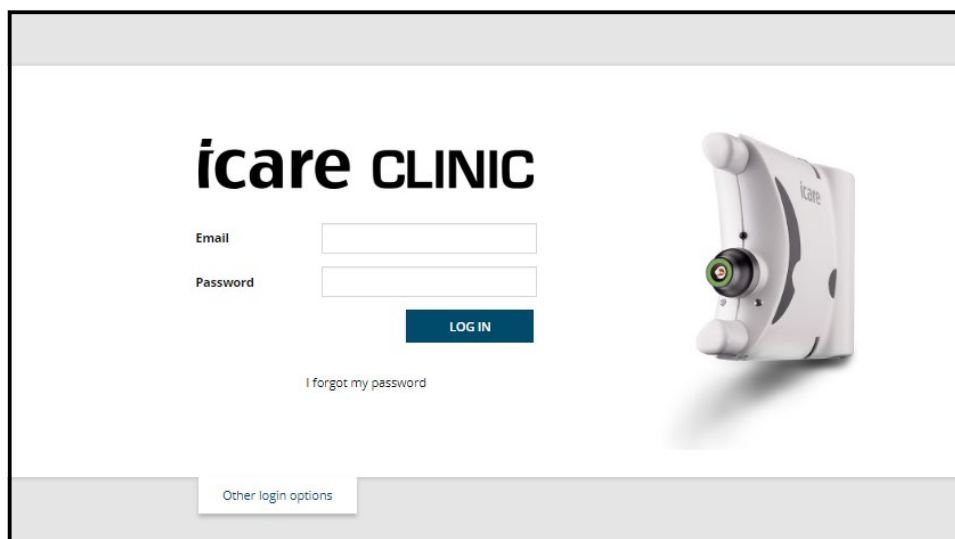 icare CLINIC
Email
Password
LOG IN
I forgot my password
Other login options
icare